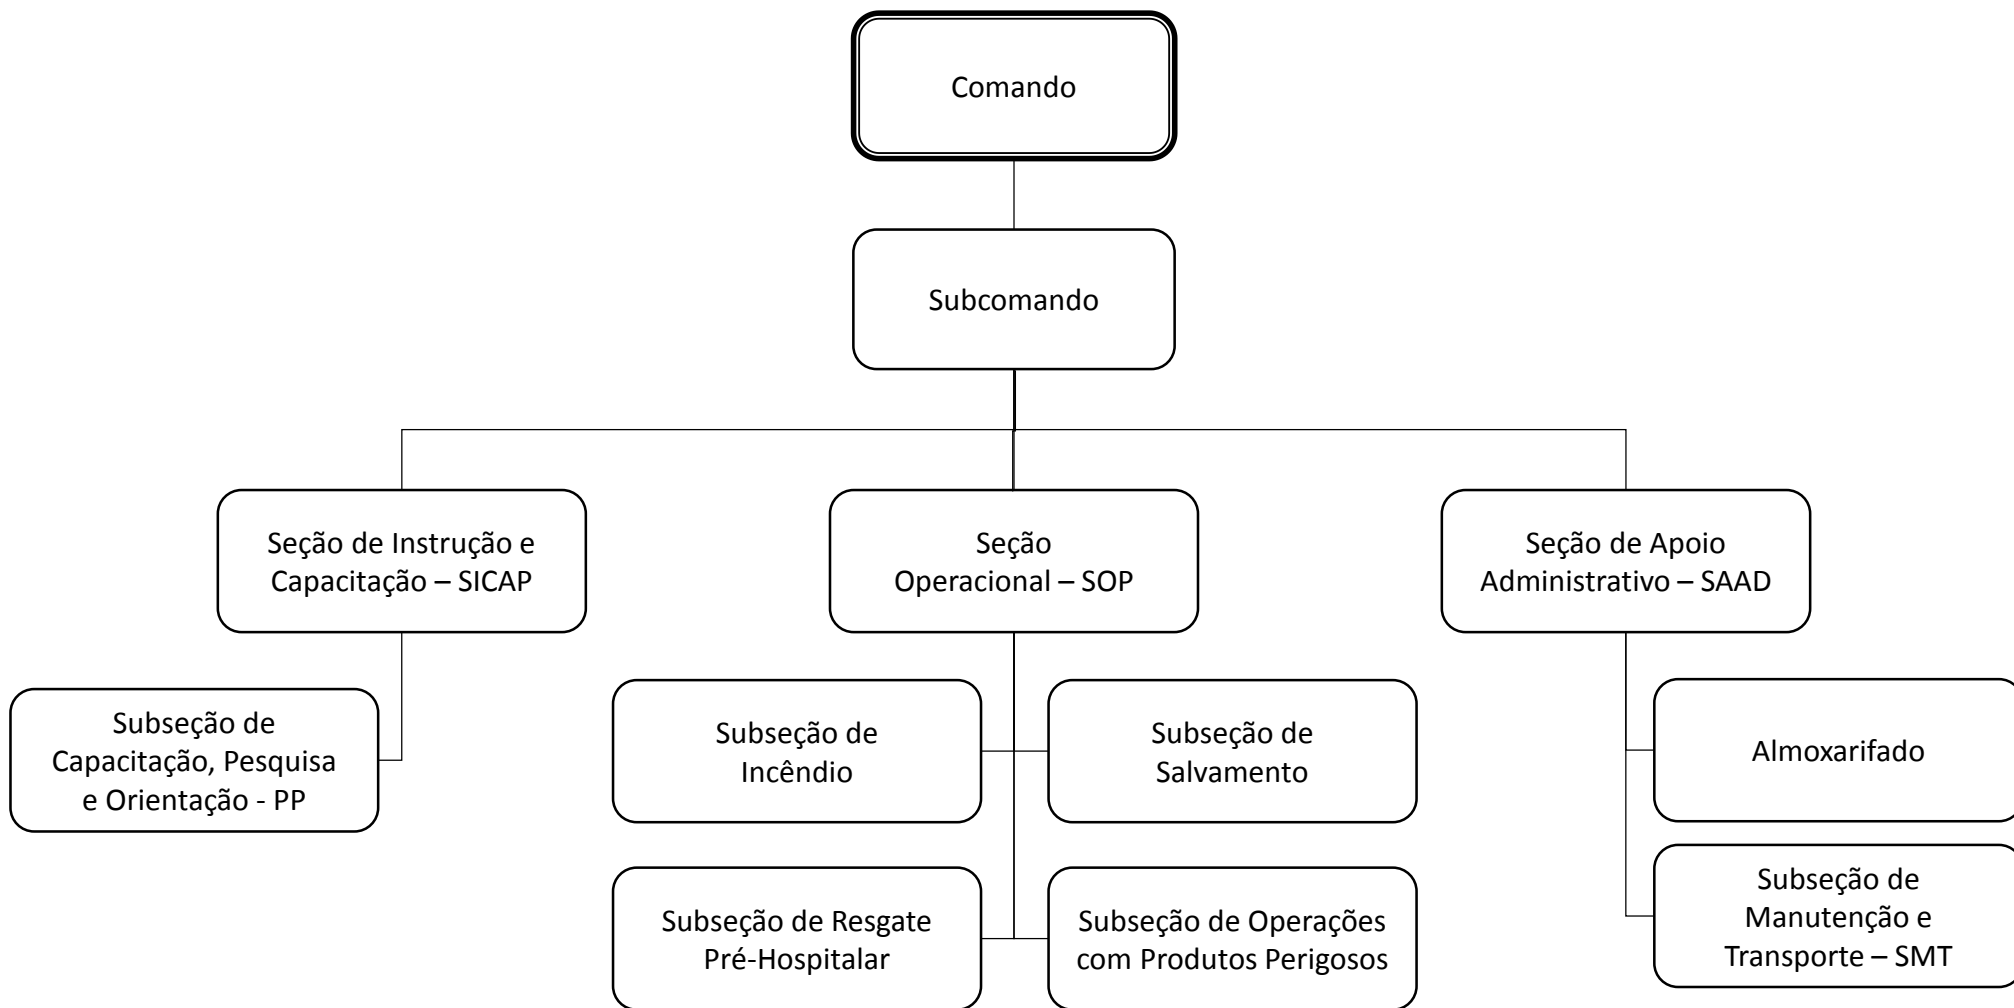 Comando
Subcomando
Seção de Instrução e
Capacitação – SICAP
Seção
Operacional – SOP
Seção de Apoio
Administrativo – SAAD
Subseção de
Capacitação, Pesquisa
e Orientação - PP
Subseção de
Incêndio
Subseção de
Salvamento
Almoxarifado
Subseção de Resgate
Pré-Hospitalar
Subseção de Operações
com Produtos Perigosos
Subseção de
Manutenção e
Transporte – SMT